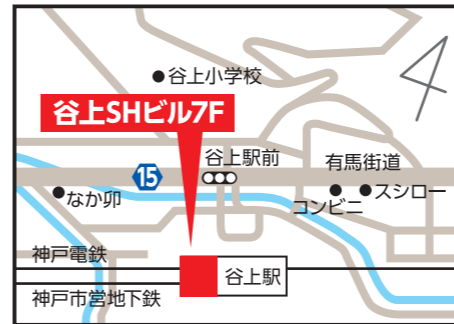 谷上小学校
谷上SHビル7F
谷上駅前
有馬街道
15
なか卯
コンビニ
スシロー
神戸電鉄
谷上駅
神戸市営地下鉄